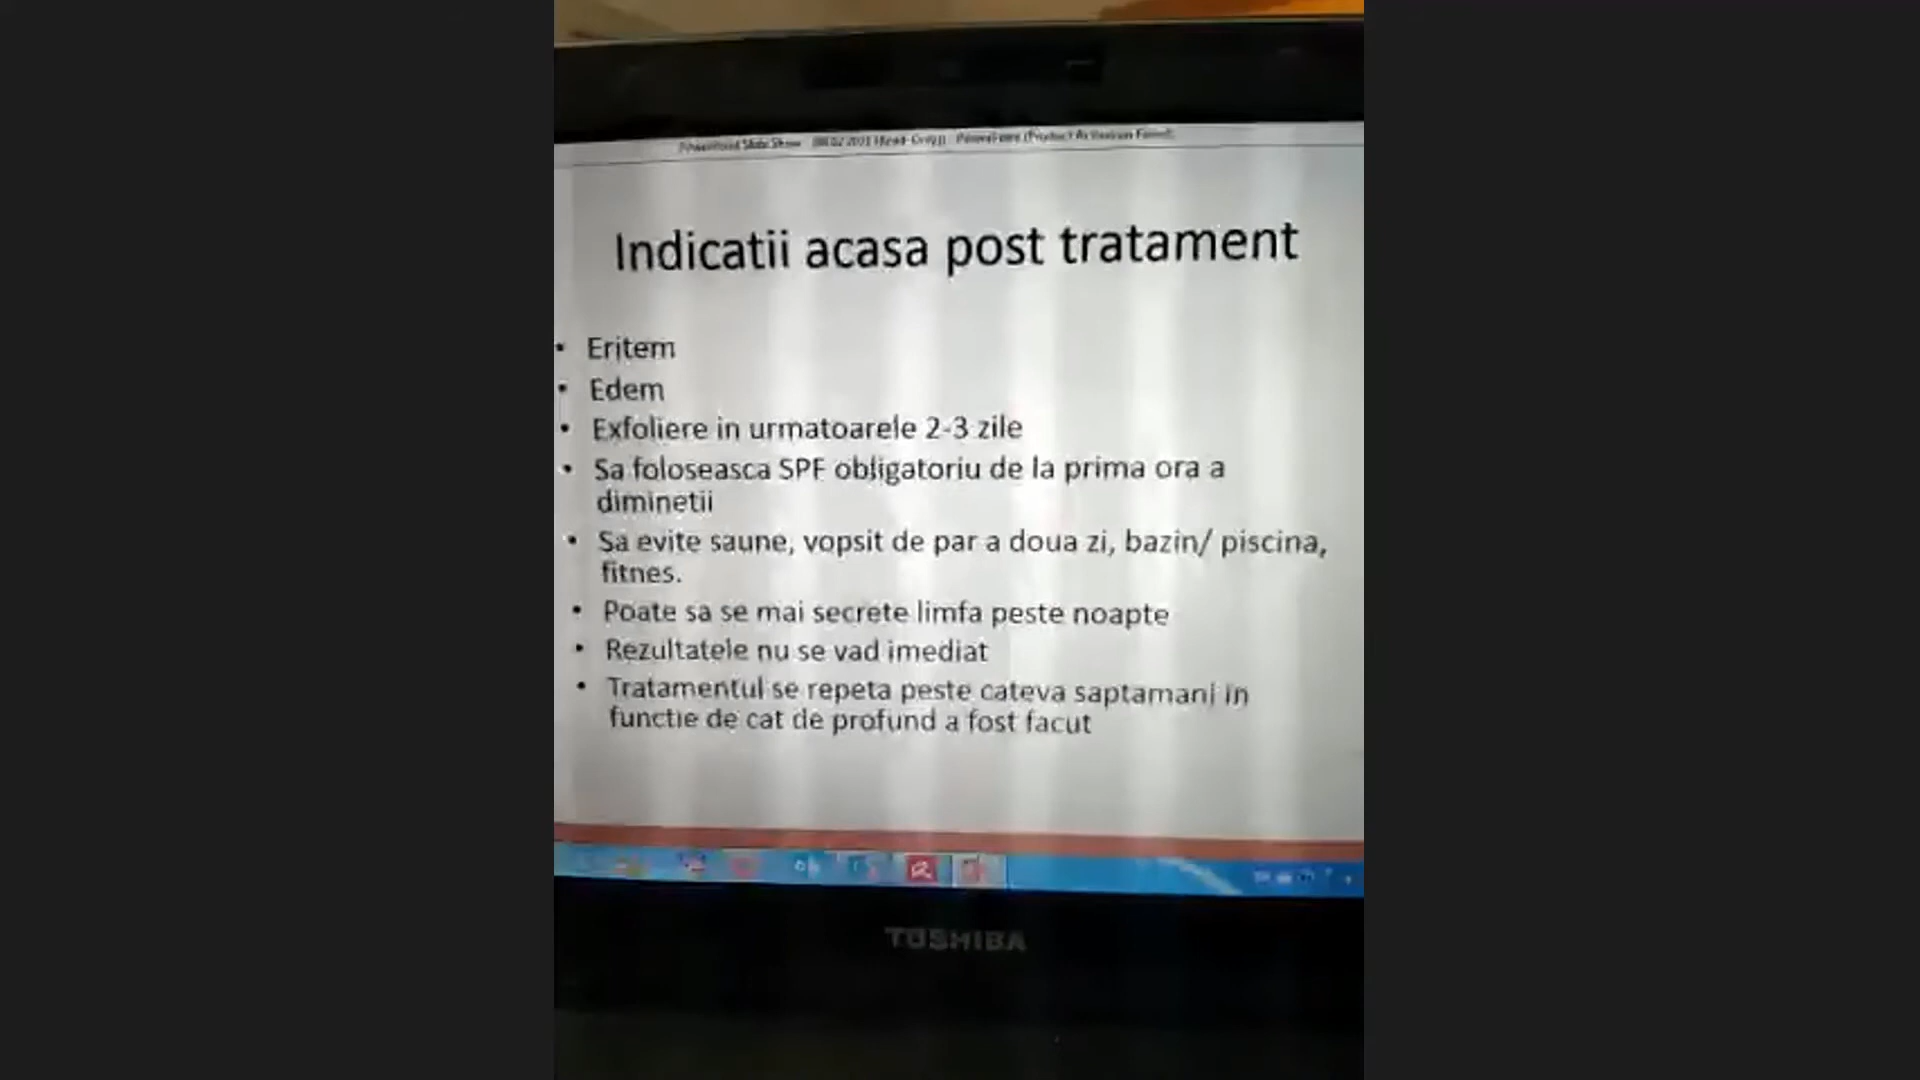 PowerPoint Slide Show
Indicatii acasa post tratament
• Eritem
• Edem
• Exfoliere in urmatoarele 2-3 zile
• Sa foloseasca SPF obligatoriu de la prima ora a
diminetii
• Sa evite saune, vopsit de par a doua zi, bazin/ piscina,
fitnes.
• Poate sa se mai secrete limfa peste noapte
• Rezultatele nu se vad imediat
• Tratamentul se repeta peste cateva saptamani in
functie de cat de profund a fost facut
TOSHIBA